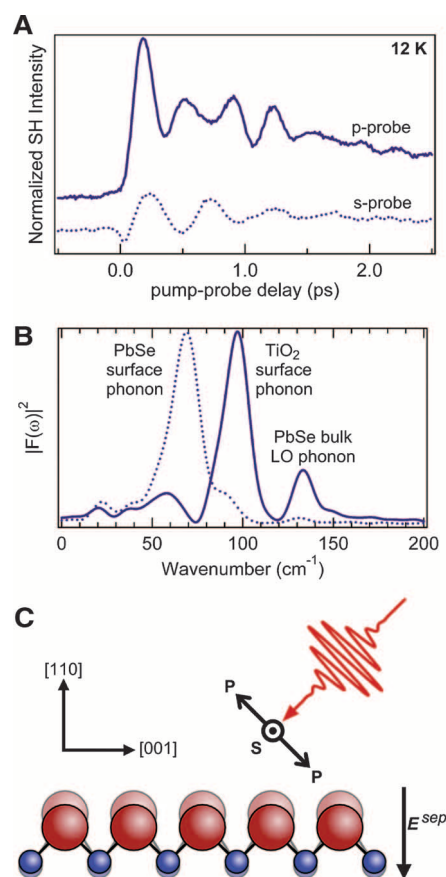 A
12 K
Normalized SH Intensity
p-probe
s-probe
0.0 1.0 2.0
pump-probe delay (ps)
B
PbSe
surface
phonon
TiO2
surface
phonon
PbSe bulk
LO phonon
|F(ω)|²
0 50 100 150 200
Wavenumber (cm⁻¹)
C
[110]
[001]
P
S
P
E^sep